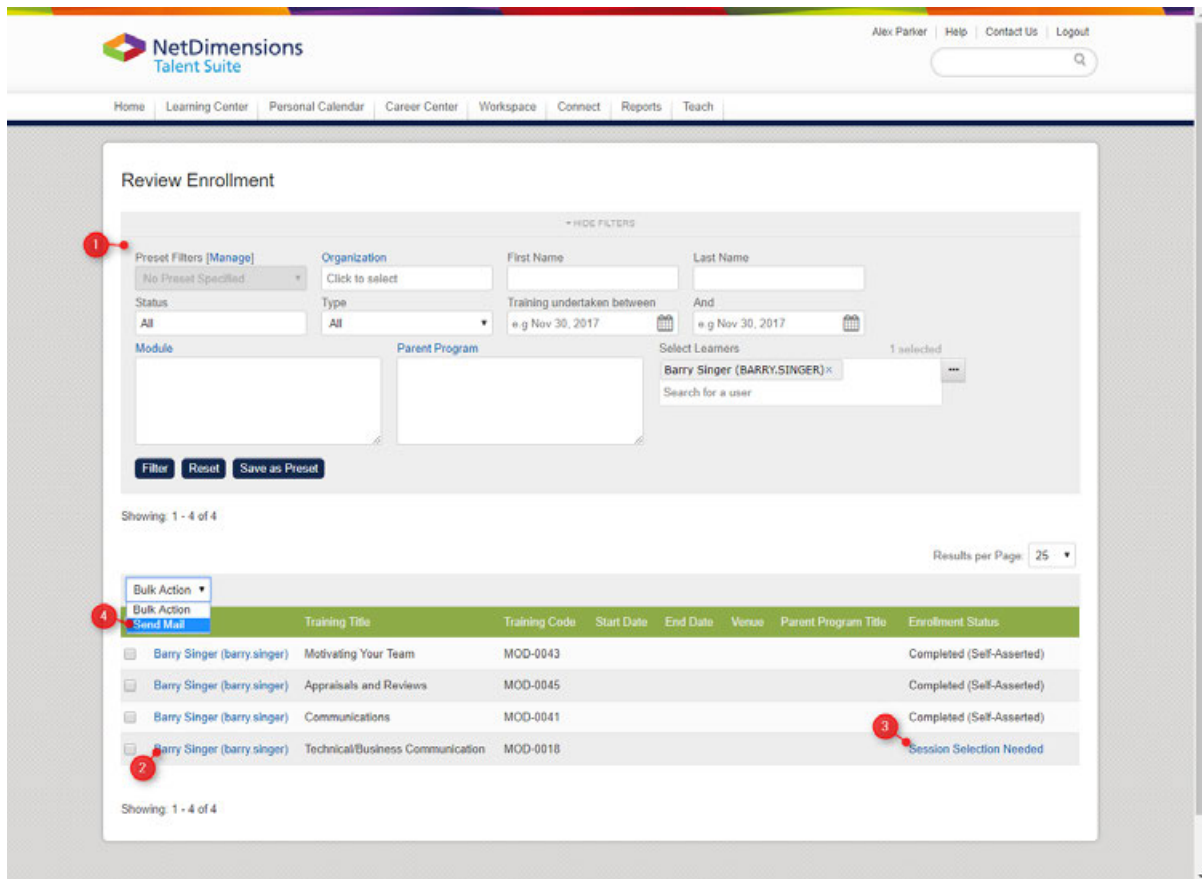 Alex Parker | Help | Contact Us | Logout
NetDimensions
Talent Suite
Home Learning Center Personal Calendar Career Center Workspace Connect Reports Teach
Review Enrollment
HIDE FILTERS
1
Preset Filters [Manage] Organization First Name Last Name
No Preset Specified Click to select
Status Type Training undertaken between And
All All e.g Nov 30, 2017 e.g Nov 30, 2017
Module Parent Program Select Learners 1 selected
Barry Singer (BARRY.SINGER)× ...
Search for a user
Filter Reset Save as Preset
Showing: 1 - 4 of 4
Results per Page: 25
Bulk Action
Bulk Action
4 Send Mail Training Title Training Code Start Date End Date Venue Parent Program Title Enrollment Status
Barry Singer (barry.singer) Motivating Your Team MOD-0043 Completed (Self-Asserted)
Barry Singer (barry.singer) Appraisals and Reviews MOD-0045 Completed (Self-Asserted)
Barry Singer (barry.singer) Communications MOD-0041 Completed (Self-Asserted)
3
Barry Singer (barry.singer) Technical/Business Communication MOD-0018 Session Selection Needed
2
Showing: 1 - 4 of 4